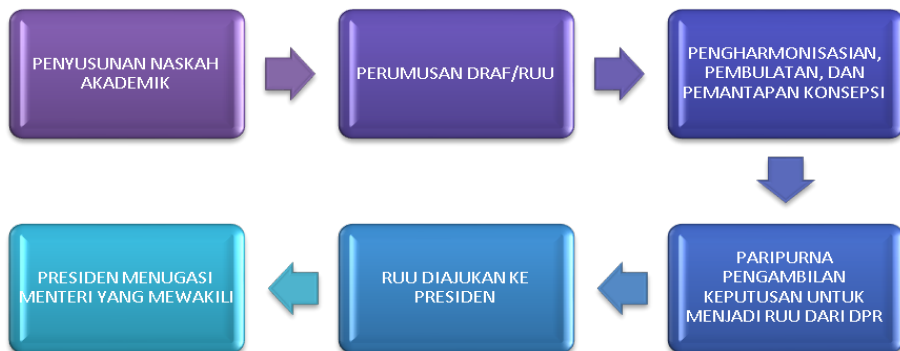 PENYUSUNAN NASKAH
AKADEMIK
PERUMUSAN DRAF/RUU
PENGHARMONISASIAN,
PEMBULATAN, DAN
PEMANTAPAN KONSEPSI
PARIPURNA
PENGAMBILAN
KEPUTUSAN UNTUK
MENJADI RUU DARI DPR
RUU DIAJUKAN KE
PRESIDEN
PRESIDEN MENUGASI
MENTERI YANG MEWAKILI